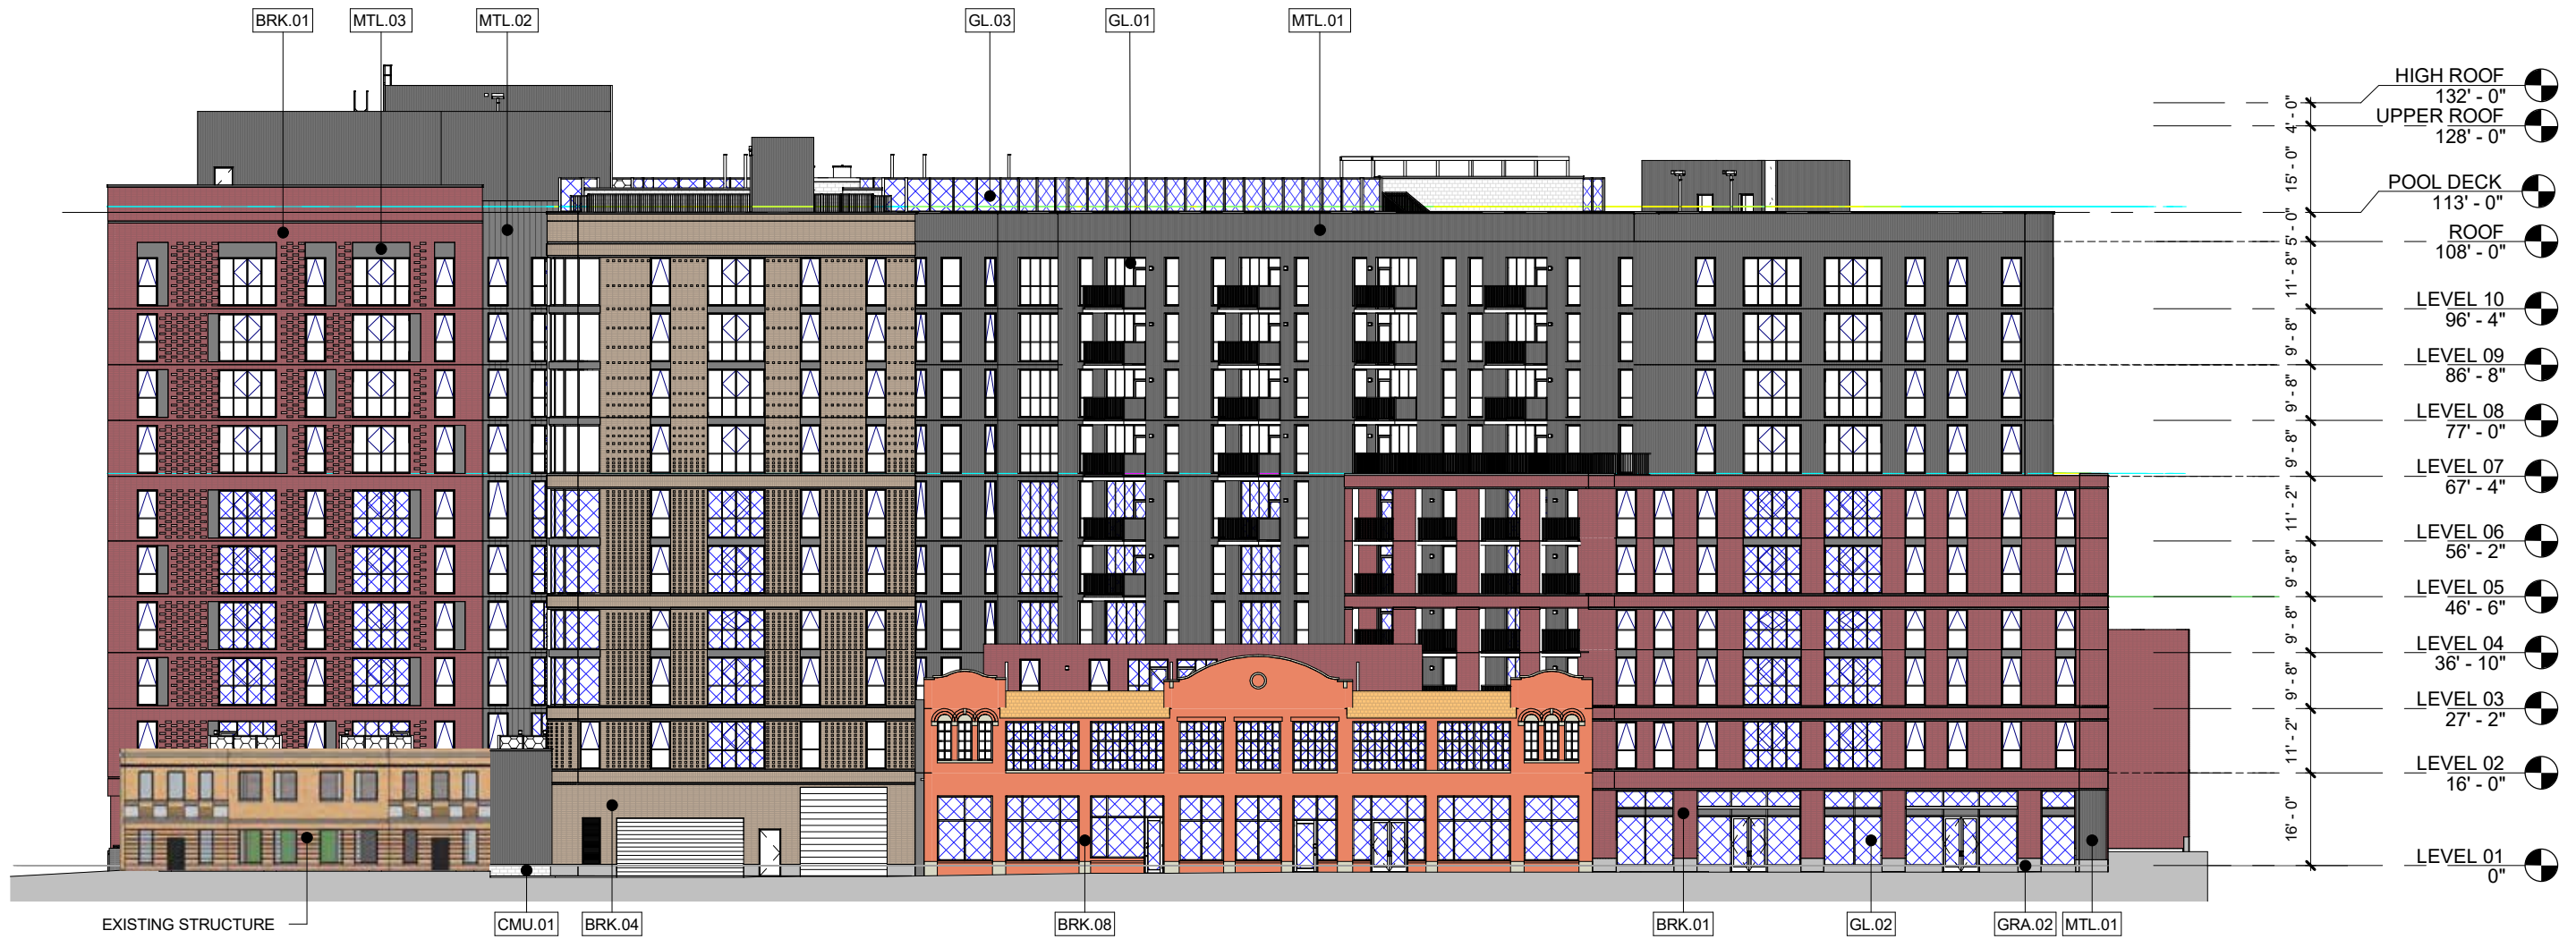 BRK.01
MTL.03
MTL.02
GL.03
GL.01
MTL.01
HIGH ROOF
132' - 0"
4' - 0"
UPPER ROOF
128' - 0"
15' - 0"
POOL DECK
113' - 0"
5' - 0"
ROOF
108' - 0"
11' - 8"
LEVEL 10
96' - 4"
9' - 8"
LEVEL 09
86' - 8"
9' - 8"
LEVEL 08
77' - 0"
9' - 8"
LEVEL 07
67' - 4"
11' - 2"
LEVEL 06
56' - 2"
9' - 8"
LEVEL 05
46' - 6"
9' - 8"
LEVEL 04
36' - 10"
9' - 8"
LEVEL 03
27' - 2"
11' - 2"
LEVEL 02
16' - 0"
16' - 0"
LEVEL 01
0"
EXISTING STRUCTURE
CMU.01
BRK.04
BRK.08
BRK.01
GL.02
GRA.02
MTL.01